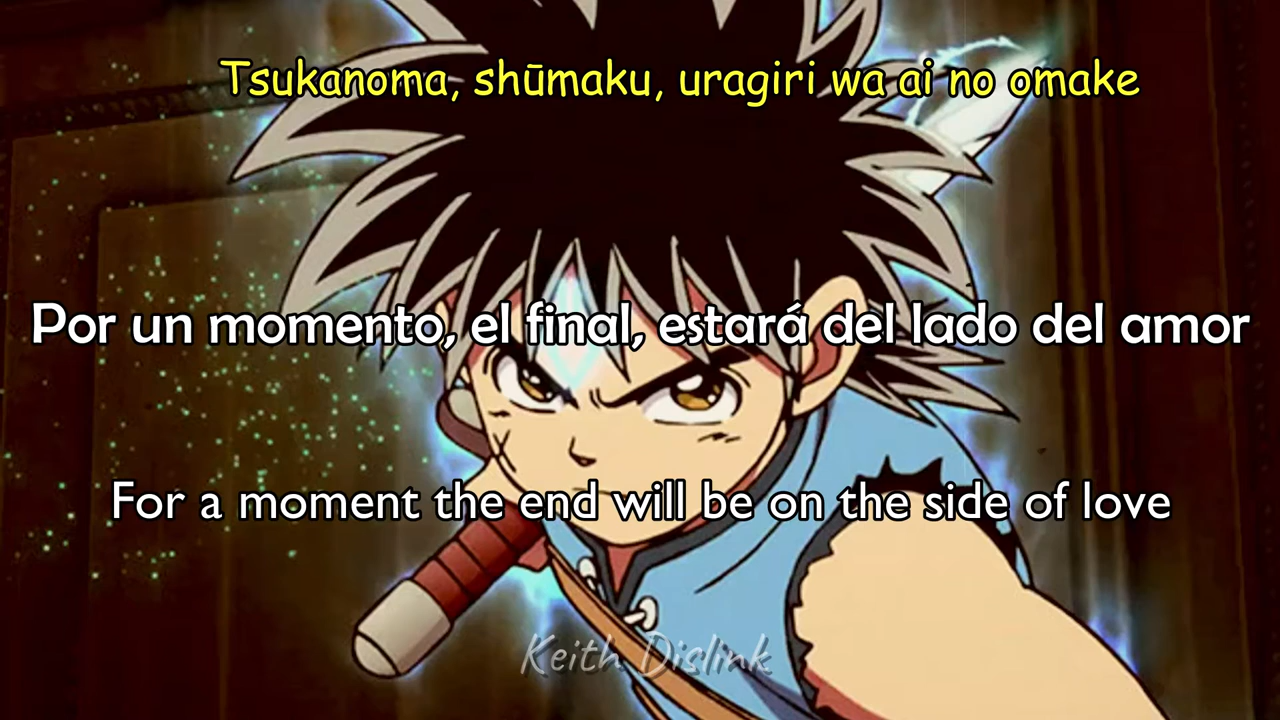 Tsukanoma, shūmaku, uragiri wa ai no omake
Por un momento, el final, estará del lado del amor
For a moment the end will be on the side of love
Keith Dislink